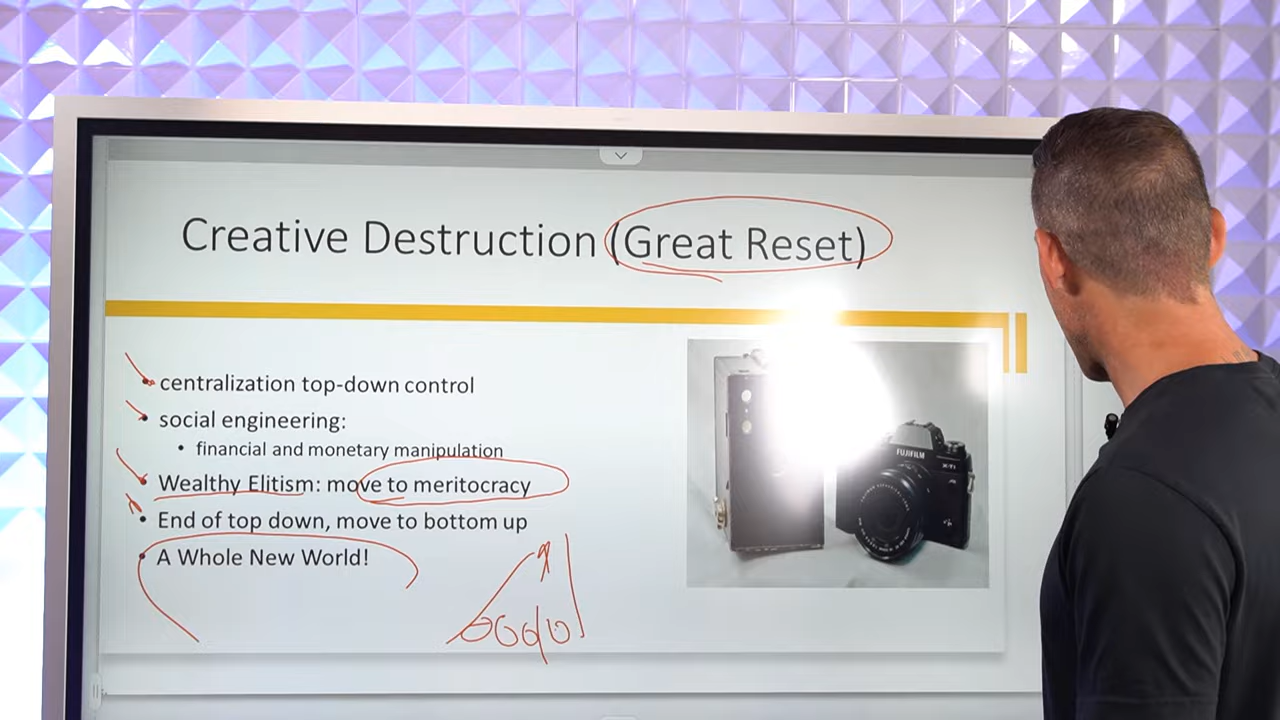 Creative Destruction (Great Reset)
• centralization top-down control
• social engineering:
• financial and monetary manipulation
• Wealthy Elitism: move to meritocracy
• End of top down, move to bottom up
• A Whole New World!
FUJIFILM
X-T1